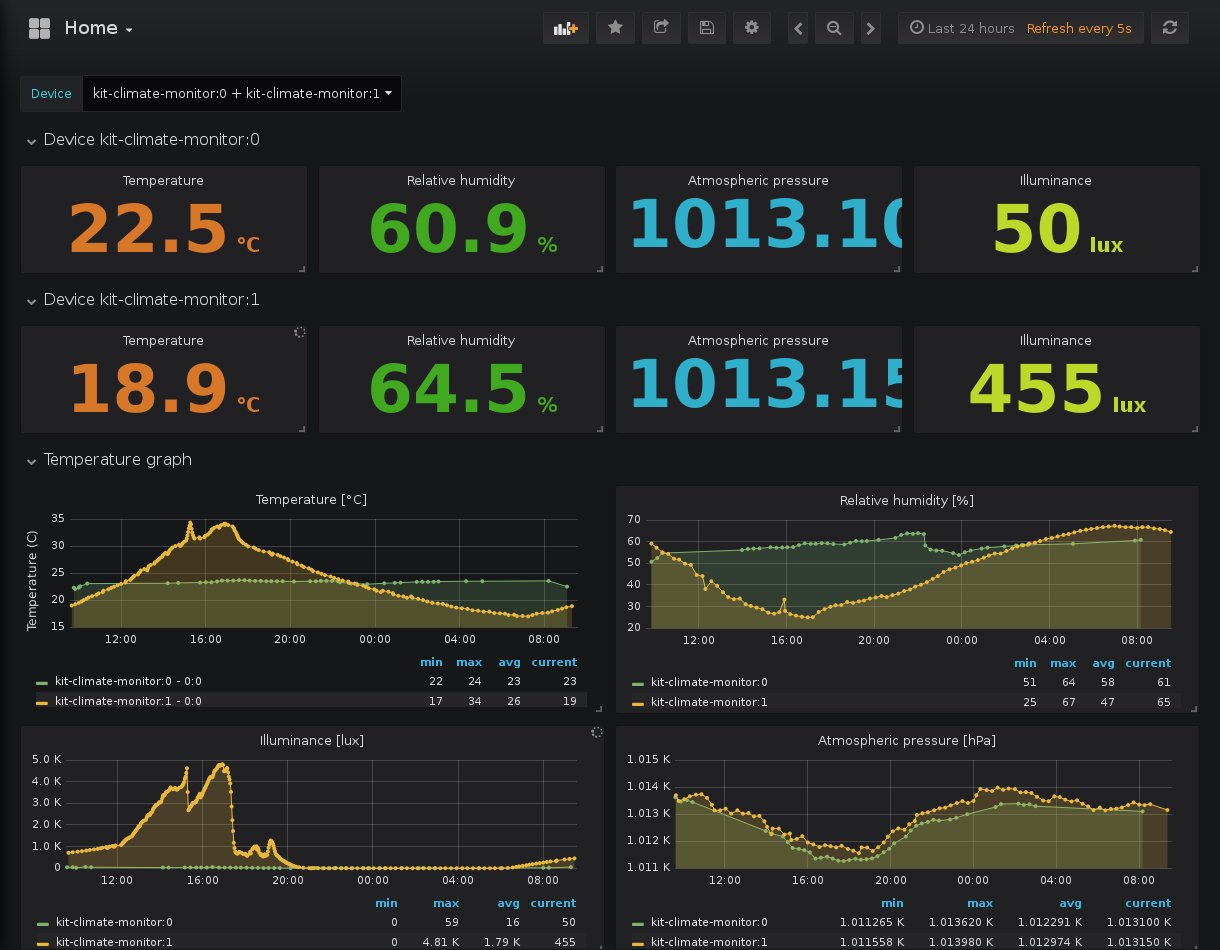 Home
Last 24 hours Refresh every 5s
Device kit-climate-monitor:0 + kit-climate-monitor:1
Device kit-climate-monitor:0
Temperature Relative humidity Atmospheric pressure Illuminance
22.5 °C 60.9 % 1013.10 50 lux
Device kit-climate-monitor:1
Temperature Relative humidity Atmospheric pressure Illuminance
18.9 °C 64.5 % 1013.15 455 lux
Temperature graph
Temperature [°C]
Temperature (C)
35
30
25
20
15
12:00 16:00 20:00 00:00 04:00 08:00
min max avg current
kit-climate-monitor:0 - 0:0 22 24 23 23
kit-climate-monitor:1 - 0:0 17 34 26 19
Relative humidity [%]
70
60
50
40
30
20
12:00 16:00 20:00 00:00 04:00 08:00
min max avg current
kit-climate-monitor:0 51 64 58 61
kit-climate-monitor:1 25 67 47 65
Illuminance [lux]
5.0 K
4.0 K
3.0 K
2.0 K
1.0 K
0
12:00 16:00 20:00 00:00 04:00 08:00
min max avg current
kit-climate-monitor:0 0 59 16 50
kit-climate-monitor:1 0 4.81 K 1.79 K 455
Atmospheric pressure [hPa]
1.015 K
1.014 K
1.013 K
1.012 K
1.011 K
12:00 16:00 20:00 00:00 04:00 08:00
min max avg current
kit-climate-monitor:0 1.011265 K 1.013620 K 1.012291 K 1.013100 K
kit-climate-monitor:1 1.011558 K 1.013980 K 1.012974 K 1.013150 K